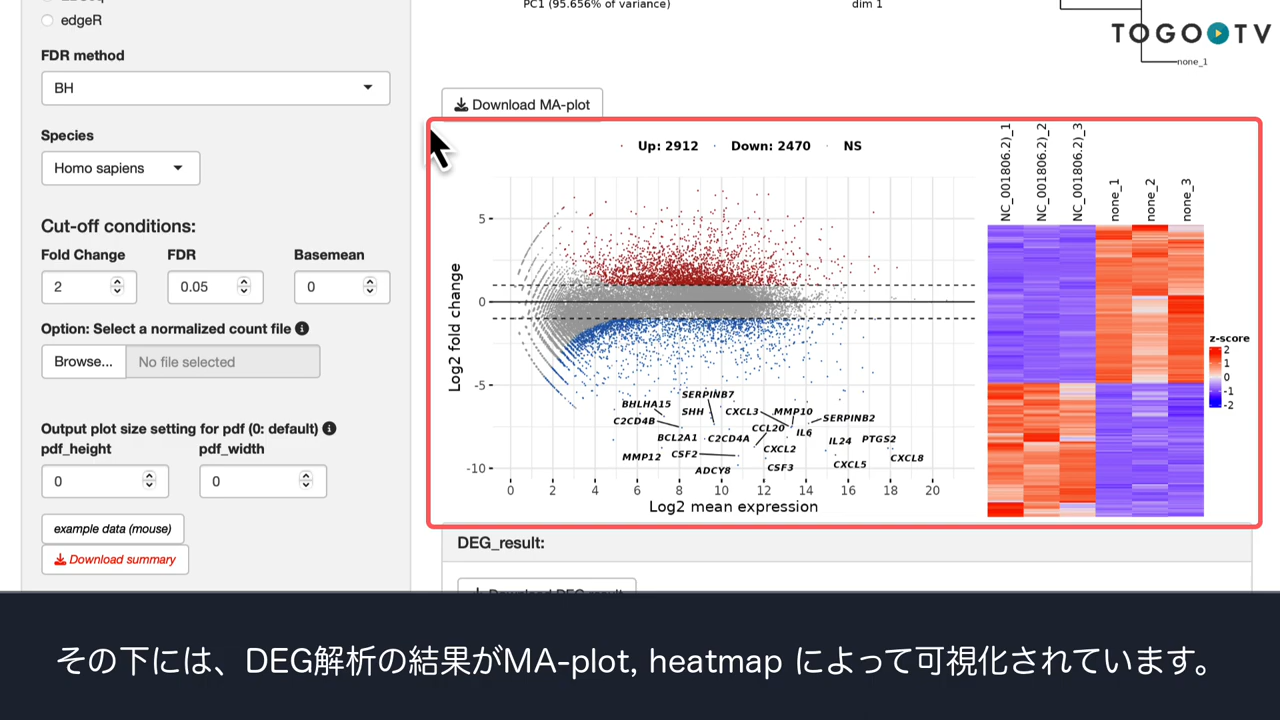 edgeR
FDR method
BH
Species
Homo sapiens
Cut-off conditions:
Fold Change
FDR
Basemean
2
0.05
0
Option: Select a normalized count file
Browse...
No file selected
Output plot size setting for pdf (0: default)
pdf_height
pdf_width
0
0
example data (mouse)
Download summary
PC1 (95.656% of variance)
dim 1
TOGO TV
none_1
Download MA-plot
Up: 2912
Down: 2470
NS
Log2 fold change
5
0
-5
-10
BHLHA15
SERPINB7
C2CD4B
SHH
CXCL3
MMP10
SERPINB2
CCL20
IL6
BCL2A1
C2CD4A
IL24
PTGS2
MMP12
CSF2
CXCL2
CXCL8
ADCY8
CSF3
CXCL5
0 2 4 6 8 10 12 14 16 18 20
Log2 mean expression
NC_001806.2)_1
NC_001806.2)_2
NC_001806.2)_3
none_1
none_2
none_3
z-score
2
1
0
-1
-2
DEG_result:
Download DEG result
その下には、DEG解析の結果がMA-plot, heatmap によって可視化されています。